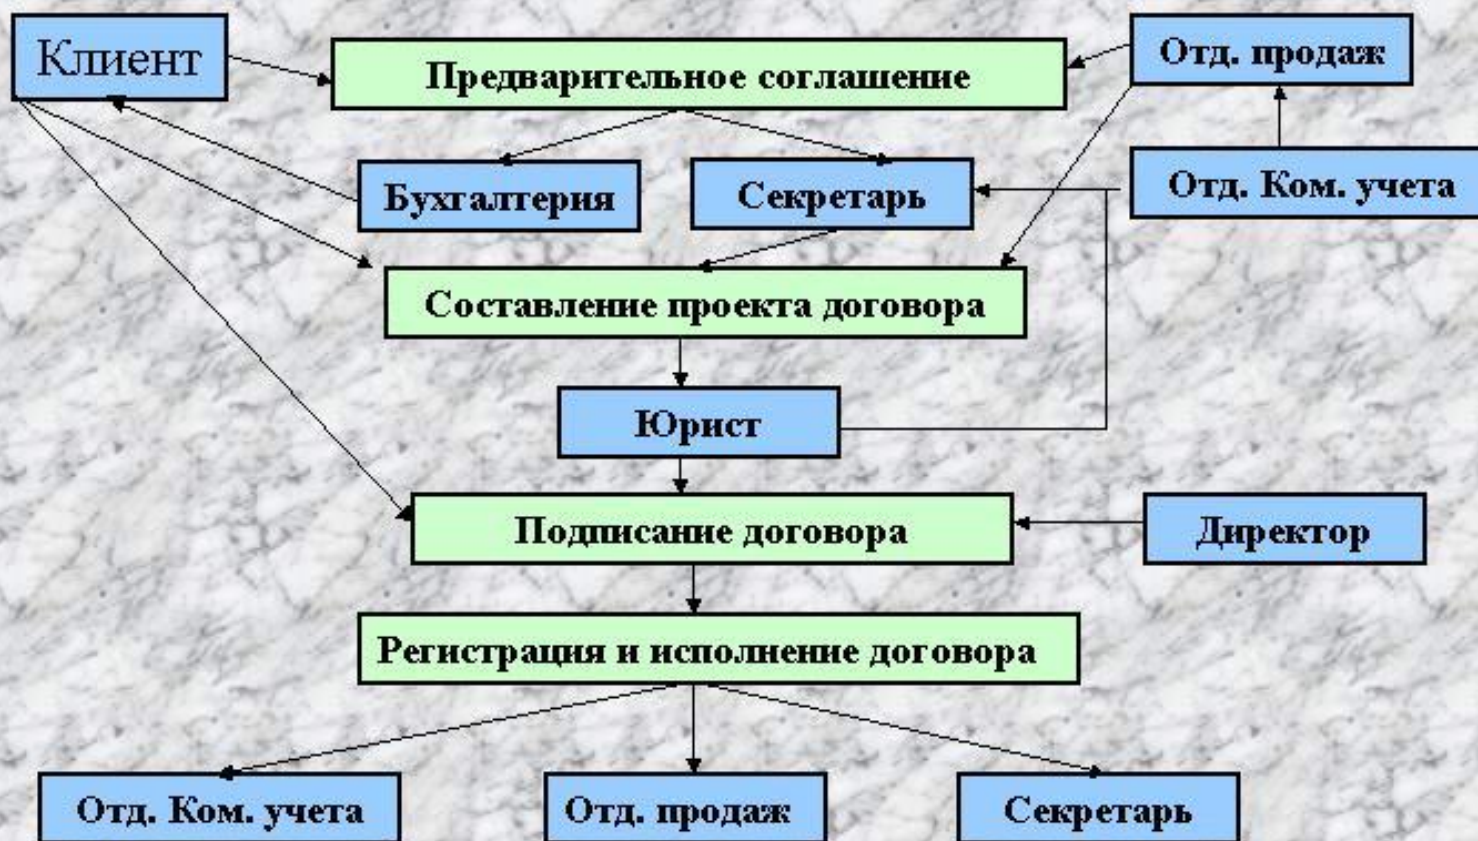 Клиент
Предварительное соглашение
Отд. продаж
Бухгалтерия
Секретарь
Отд. Ком. учета
Составление проекта договора
Юрист
Подписание договора
Директор
Регистрация и исполнение договора
Отд. Ком. учета
Отд. продаж
Секретарь